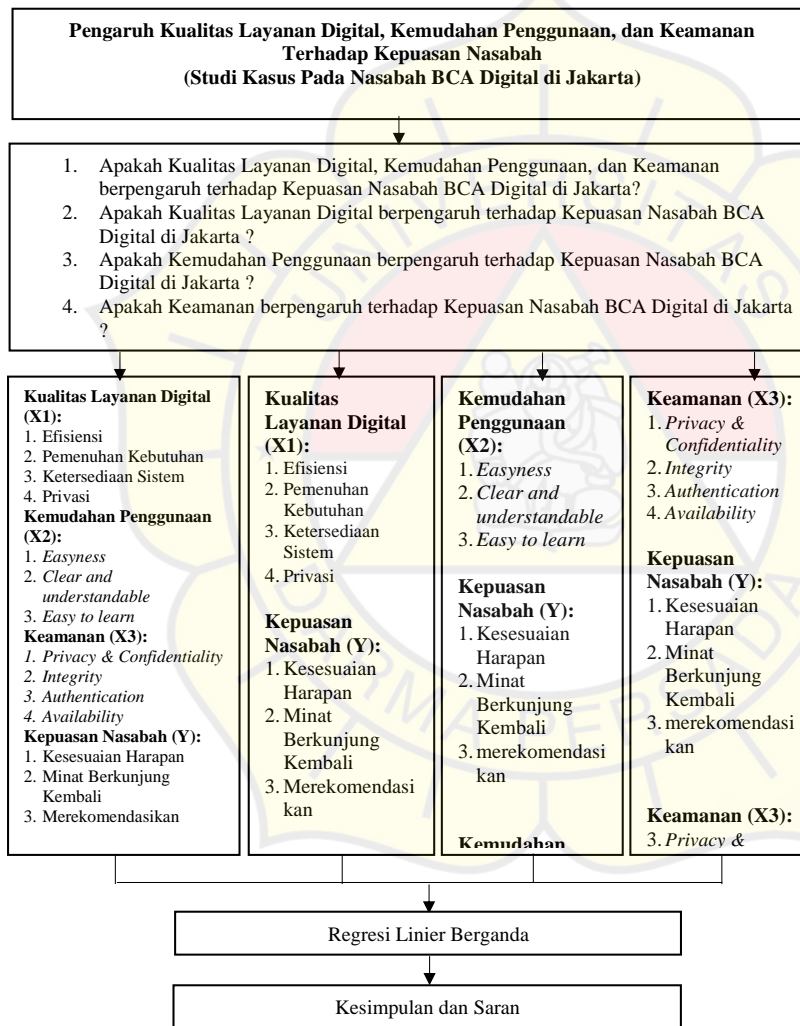 Pengaruh Kualitas Layanan Digital, Kemudahan Penggunaan, dan Keamanan
Terhadap Kepuasan Nasabah
(Studi Kasus Pada Nasabah BCA Digital di Jakarta)
1. Apakah Kualitas Layanan Digital, Kemudahan Penggunaan, dan Keamanan
berpengaruh terhadap Kepuasan Nasabah BCA Digital di Jakarta?
2. Apakah Kualitas Layanan Digital berpengaruh terhadap Kepuasan Nasabah BCA
Digital di Jakarta ?
3. Apakah Kemudahan Penggunaan berpengaruh terhadap Kepuasan Nasabah BCA
Digital di Jakarta ?
4. Apakah Keamanan berpengaruh terhadap Kepuasan Nasabah BCA Digital di Jakarta
?
Kualitas Layanan Digital
(X1):
1. Efisiensi
2. Pemenuhan Kebutuhan
3. Ketersediaan Sistem
4. Privasi
Kemudahan Penggunaan
(X2):
1. Easyness
2. Clear and
understandable
3. Easy to learn
Keamanan (X3):
1. Privacy & Confidentiality
2. Integrity
3. Authentication
4. Availability
Kepuasan Nasabah (Y):
1. Kesesuaian Harapan
2. Minat Berkunjung
Kembali
3. Merekomendasikan
Kualitas
Layanan Digital
(X1):
1. Efisiensi
2. Pemenuhan
Kebutuhan
3. Ketersediaan
Sistem
4. Privasi
Kepuasan
Nasabah (Y):
1. Kesesuaian
Harapan
2. Minat
Berkunjung
Kembali
3. Merekomendasi
kan
Kemudahan
Penggunaan
(X2):
1. Easyness
2. Clear and
understandable
3. Easy to learn
Kepuasan
Nasabah (Y):
1. Kesesuaian
Harapan
2. Minat
Berkunjung
Kembali
3. merekomendasi
kan
Kemudahan
Keamanan (X3):
1. Privacy &
Confidentiality
2. Integrity
3. Authentication
4. Availability
Kepuasan
Nasabah (Y):
1. Kesesuaian
Harapan
2. Minat
Berkunjung
Kembali
3. merekomendasi
kan
Keamanan (X3):
3. Privacy &
Regresi Linier Berganda
Kesimpulan dan Saran
UNIVERSITAS
DARMA PERSADA